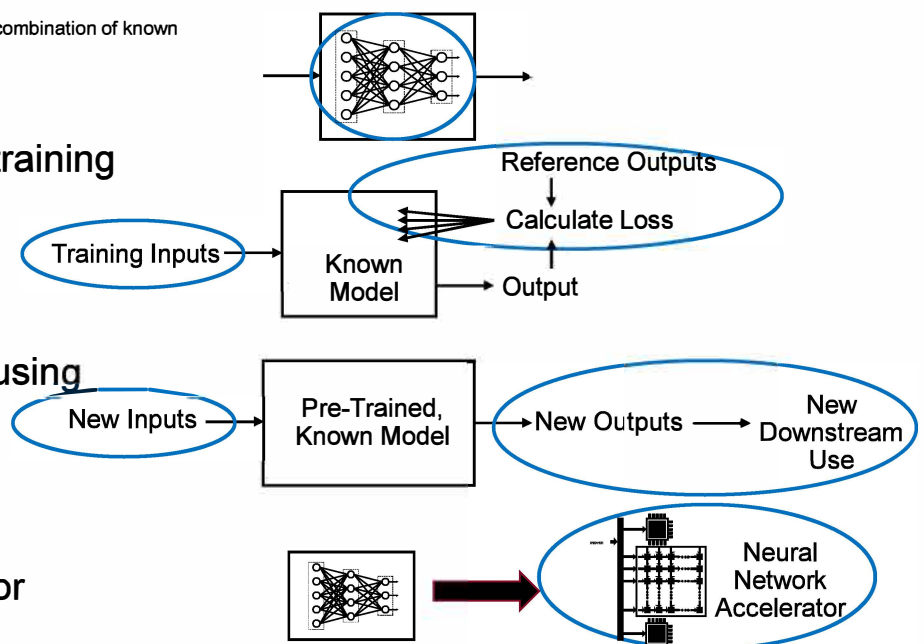 combination of known
training
Reference Outputs
Calculate Loss
Training Inputs
Known
Model
Output
using
New Inputs
Pre-Trained,
Known Model
New Outputs
New
Downstream
Use
or
Neural
Network
Accelerator